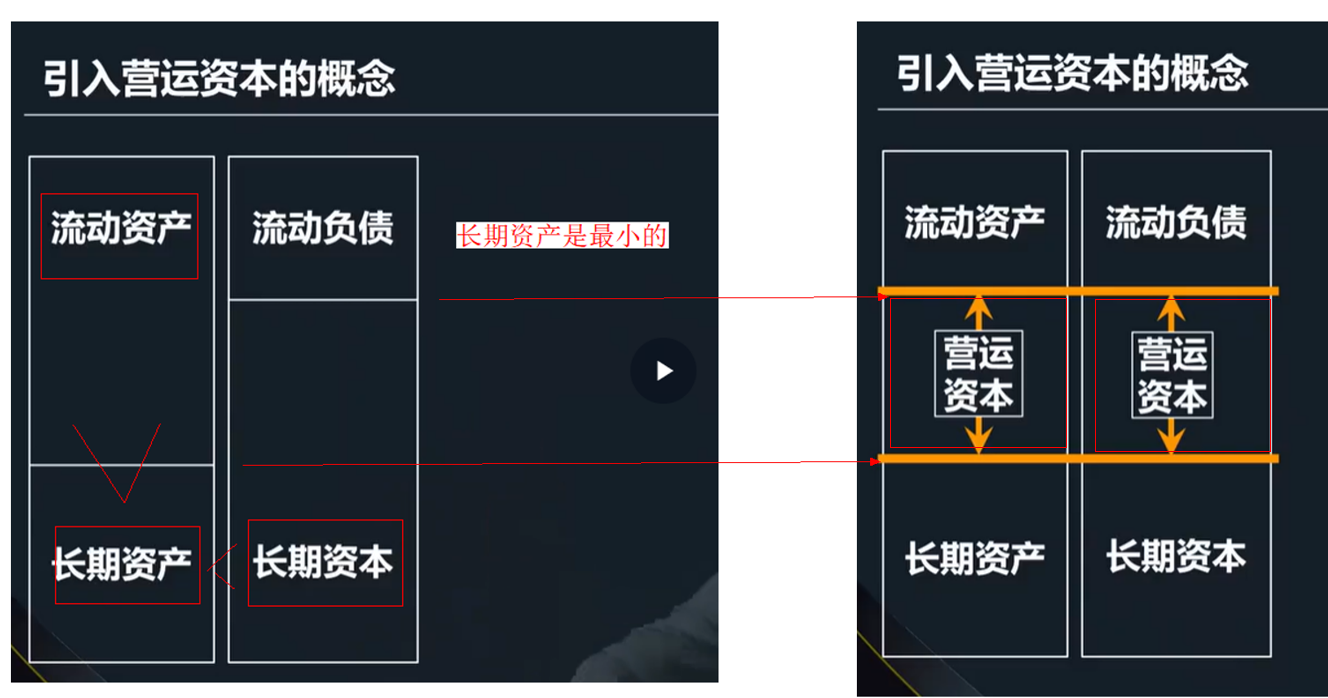 引入营运资本的概念
流动资产
流动负债
长期资产是最小的
长期资产
长期资本
引入营运资本的概念
流动资产
流动负债
营运
资本
营运
资本
长期资产
长期资本